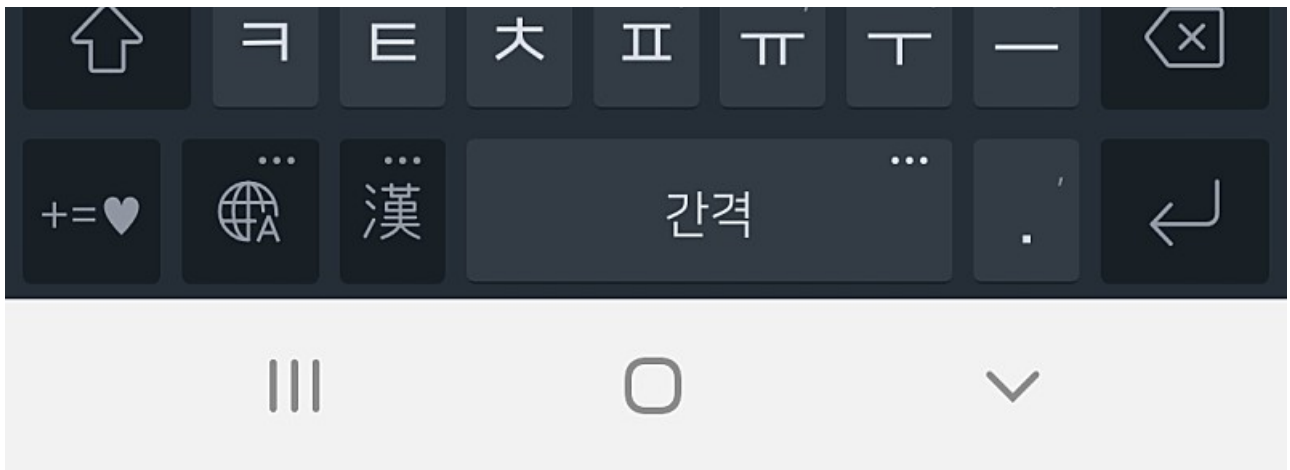 ㅋ ㅌ ㅊ ㅍ ㅠ ㅜ ㅡ
+=♥ A 漢 간격 . ,